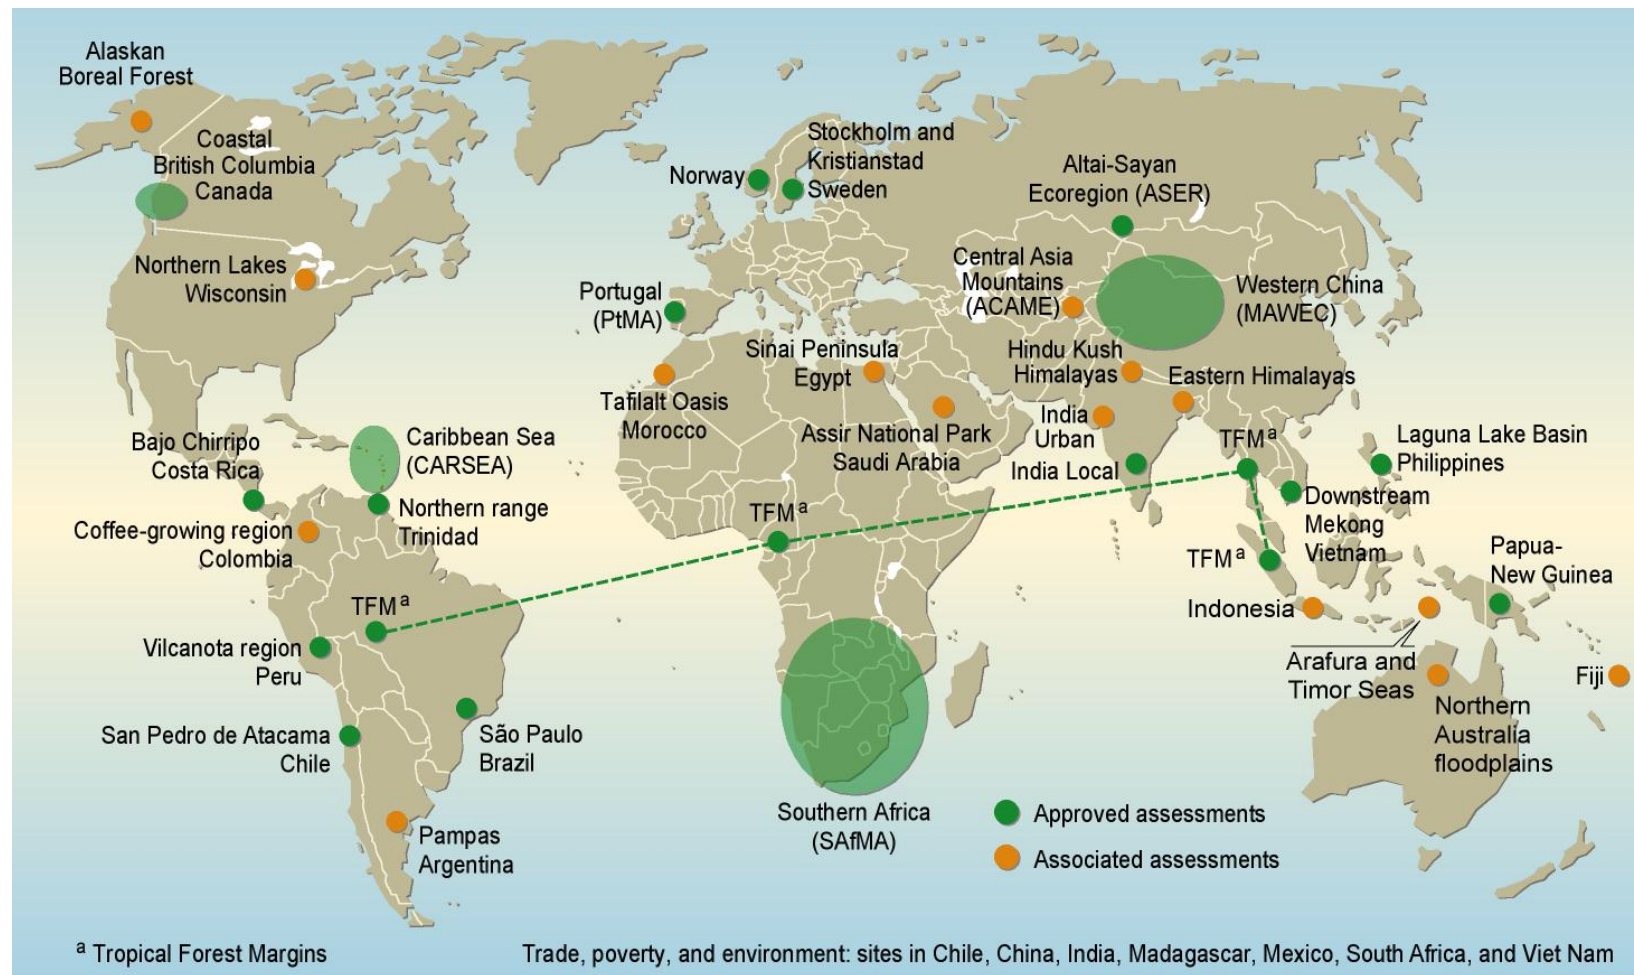 Alaskan
Boreal Forest
Coastal
British Columbia
Canada
Northern Lakes
Wisconsin
Norway
Stockholm and
Kristianstad
Sweden
Altai-Sayan
Ecoregion (ASER)
Central Asia
Mountains
(ACAME)
Western China
(MAWEC)
Portugal
(PtMA)
Sinai Peninsula
Egypt
Hindu Kush
Himalayas
Eastern Himalayas
Tafilalt Oasis
Morocco
Assir National Park
Saudi Arabia
India
Urban
India Local
TFM a
Laguna Lake Basin
Philippines
Bajo Chirripo
Costa Rica
Caribbean Sea
(CARSEA)
Northern range
Trinidad
Coffee-growing region
Colombia
TFM a
Downstream
Mekong
Vietnam
TFM a
Papua-
New Guinea
TFM a
Indonesia
Vilcanota region
Peru
Arafura and
Timor Seas
Fiji
Northern
Australia
floodplains
San Pedro de Atacama
Chile
São Paulo
Brazil
Southern Africa
(SAfMA)
Pampas
Argentina
Approved assessments
Associated assessments
a Tropical Forest Margins
Trade, poverty, and environment: sites in Chile, China, India, Madagascar, Mexico, South Africa, and Viet Nam